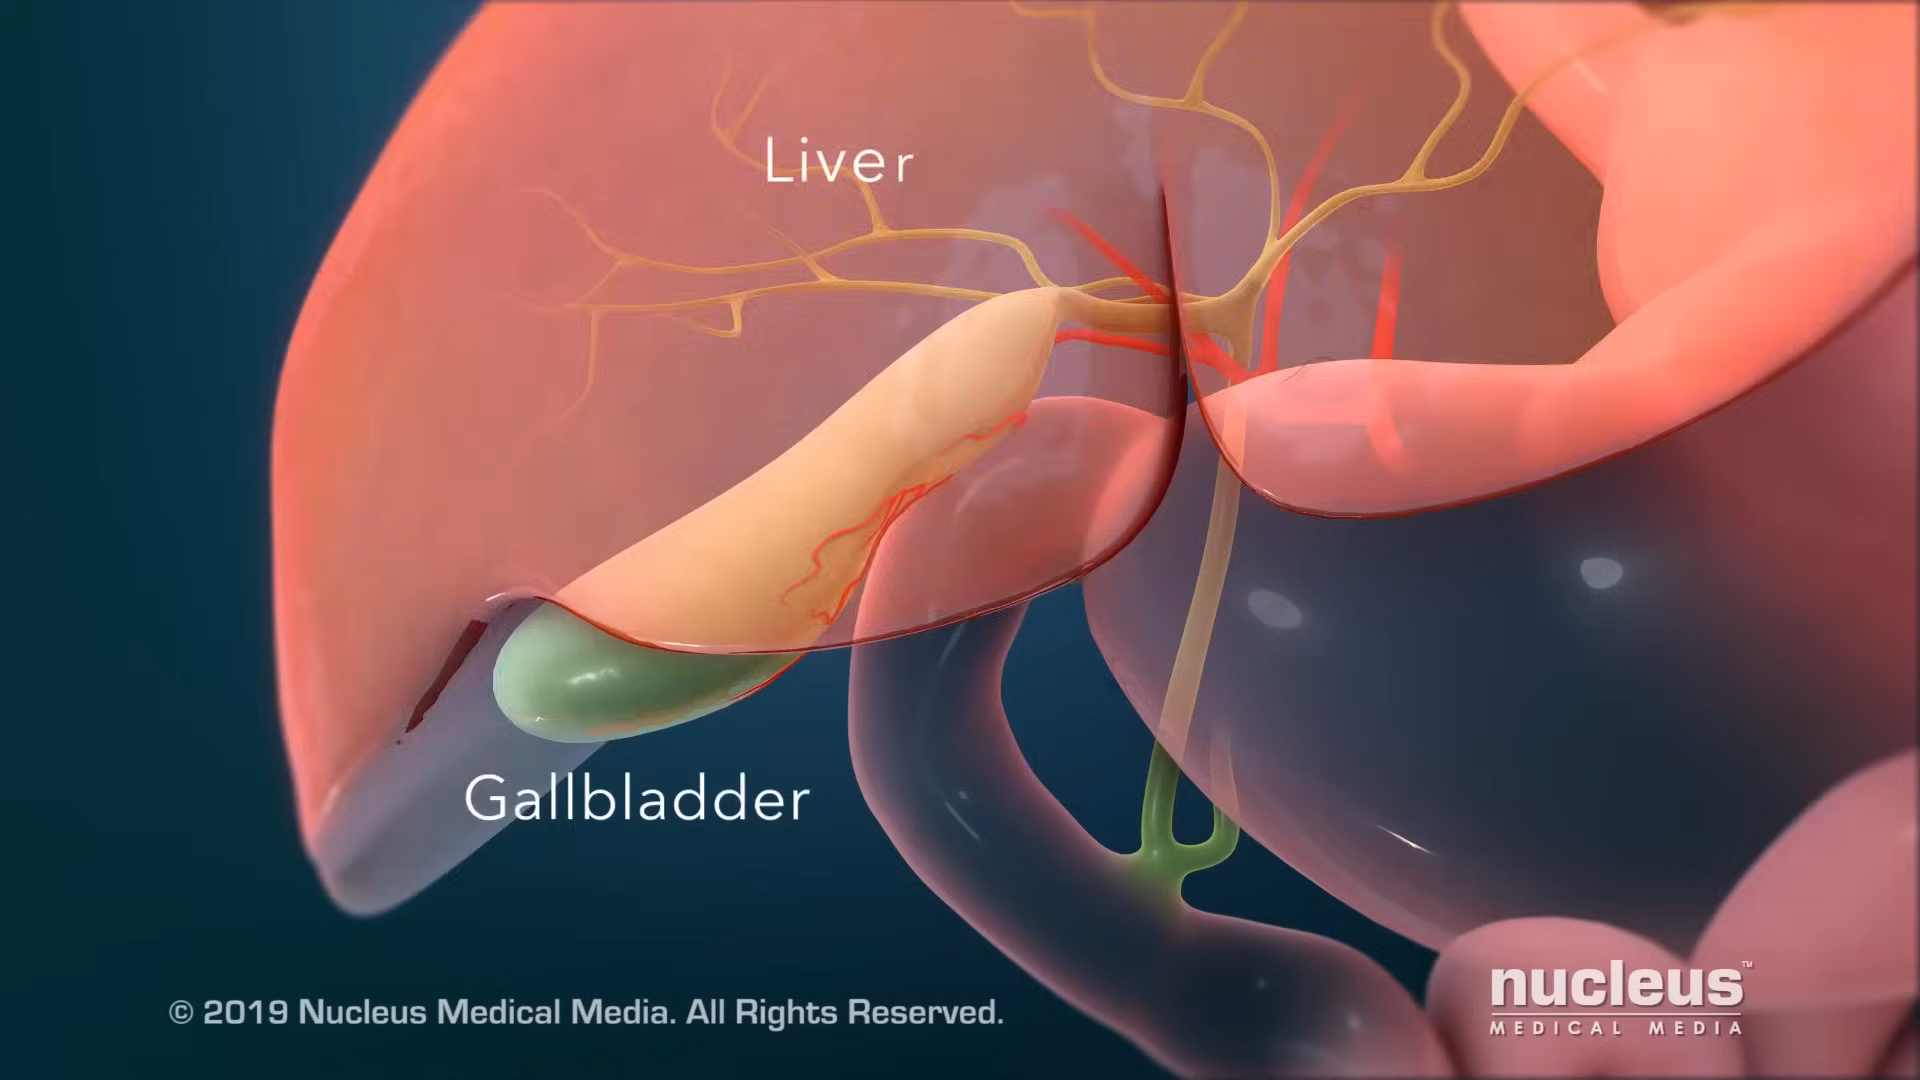 Liver
Gallbladder
© 2019 Nucleus Medical Media. All Rights Reserved.
nucleus™
MEDICAL MEDIA